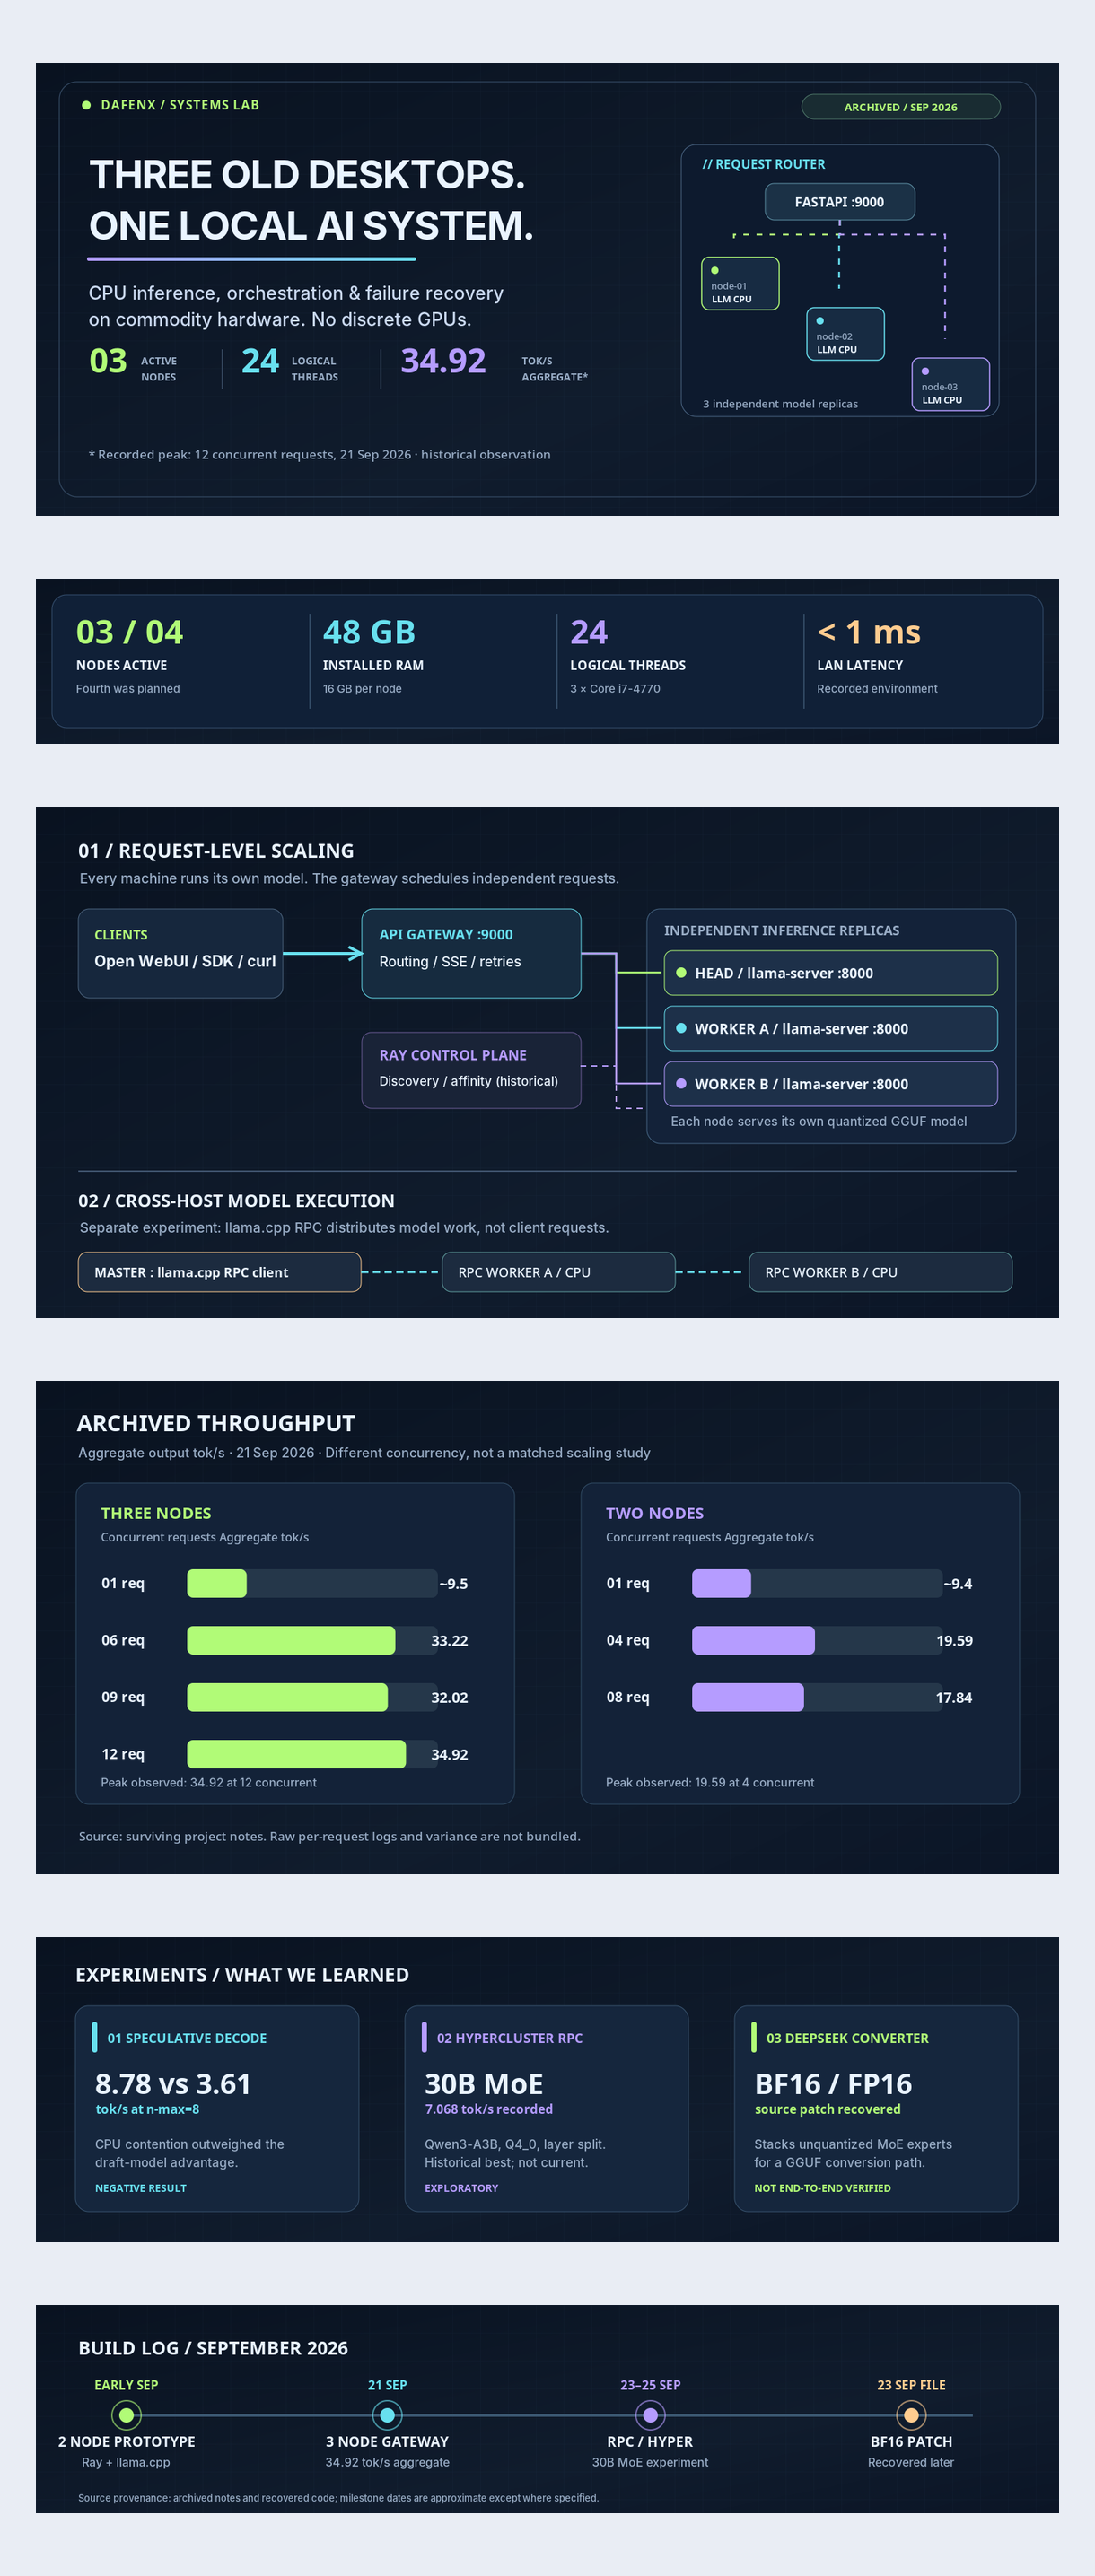 DAFENX / SYSTEMS LAB
ARCHIVED / SEP 2026
THREE OLD DESKTOPS.
ONE LOCAL AI SYSTEM.
CPU inference, orchestration & failure recovery
on commodity hardware. No discrete GPUs.
03 ACTIVE NODES
24 LOGICAL THREADS
34.92 TOK/S AGGREGATE*
* Recorded peak: 12 concurrent requests, 21 Sep 2026 · historical observation
// REQUEST ROUTER
FASTAPI :9000
node-01
LLM CPU
node-02
LLM CPU
node-03
LLM CPU
3 independent model replicas
03 / 04
NODES ACTIVE
Fourth was planned
48 GB
INSTALLED RAM
16 GB per node
24
LOGICAL THREADS
3 × Core i7-4770
< 1 ms
LAN LATENCY
Recorded environment
01 / REQUEST-LEVEL SCALING
Every machine runs its own model. The gateway schedules independent requests.
CLIENTS
Open WebUI / SDK / curl
API GATEWAY :9000
Routing / SSE / retries
RAY CONTROL PLANE
Discovery / affinity (historical)
INDEPENDENT INFERENCE REPLICAS
HEAD / llama-server :8000
WORKER A / llama-server :8000
WORKER B / llama-server :8000
Each node serves its own quantized GGUF model
02 / CROSS-HOST MODEL EXECUTION
Separate experiment: llama.cpp RPC distributes model work, not client requests.
MASTER : llama.cpp RPC client
RPC WORKER A / CPU
RPC WORKER B / CPU
ARCHIVED THROUGHPUT
Aggregate output tok/s · 21 Sep 2026 · Different concurrency, not a matched scaling study
THREE NODES
Concurrent requests Aggregate tok/s
01 req ~9.5
06 req 33.22
09 req 32.02
12 req 34.92
Peak observed: 34.92 at 12 concurrent
TWO NODES
Concurrent requests Aggregate tok/s
01 req ~9.4
04 req 19.59
08 req 17.84
Peak observed: 19.59 at 4 concurrent
Source: surviving project notes. Raw per-request logs and variance are not bundled.
EXPERIMENTS / WHAT WE LEARNED
01 SPECULATIVE DECODE
8.78 vs 3.61
tok/s at n-max=8
CPU contention outweighed the
draft-model advantage.
NEGATIVE RESULT
02 HYPERCLUSTER RPC
30B MoE
7.068 tok/s recorded
Qwen3-A3B, Q4_0, layer split.
Historical best; not current.
EXPLORATORY
03 DEEPSEEK CONVERTER
BF16 / FP16
source patch recovered
Stacks unquantized MoE experts
for a GGUF conversion path.
NOT END-TO-END VERIFIED
BUILD LOG / SEPTEMBER 2026
EARLY SEP
2 NODE PROTOTYPE
Ray + llama.cpp
21 SEP
3 NODE GATEWAY
34.92 tok/s aggregate
23–25 SEP
RPC / HYPER
30B MoE experiment
23 SEP FILE
BF16 PATCH
Recovered later
Source provenance: archived notes and recovered code; milestone dates are approximate except where specified.